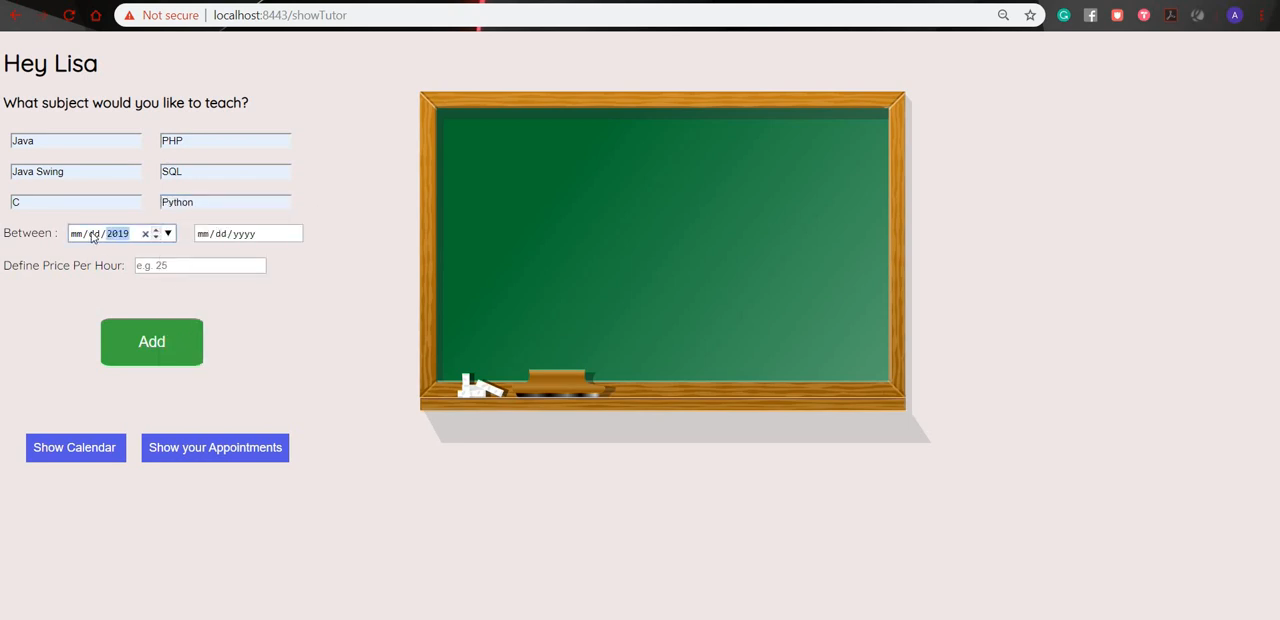 Not secure | localhost:8443/showTutor
A
Hey Lisa
What subject would you like to teach?
Java PHP
Java Swing SQL
C Python
Between : mm/dd/2019 mm/dd/yyyy
Define Price Per Hour: e.g. 25
Add
Show Calendar Show your Appointments